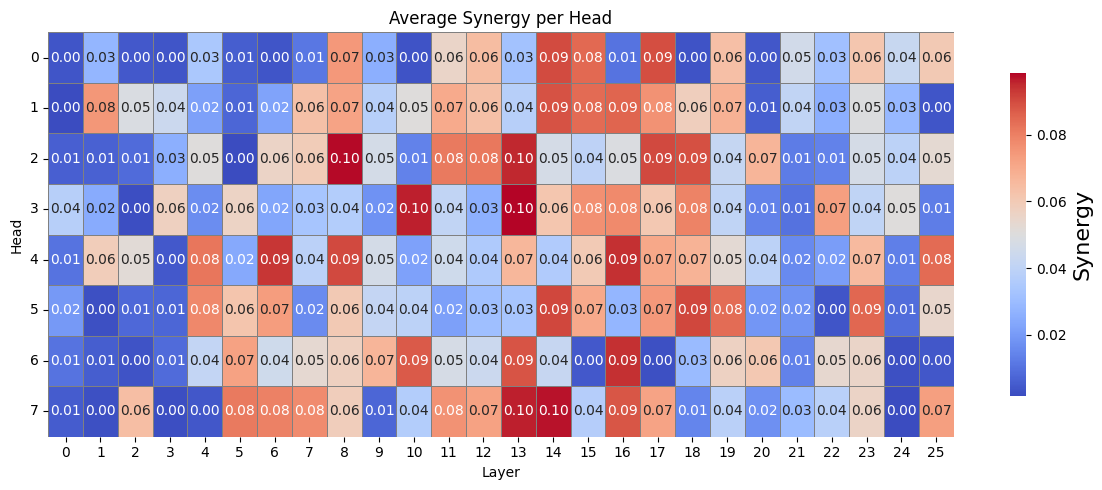 Average Synergy per Head
0 0.00 0.03 0.00 0.00 0.03 0.01 0.00 0.01 0.07 0.03 0.00 0.06 0.06 0.03 0.09 0.08 0.01 0.09 0.00 0.06 0.00 0.05 0.03 0.06 0.04 0.06
1 0.00 0.08 0.05 0.04 0.02 0.01 0.02 0.06 0.07 0.04 0.05 0.07 0.06 0.04 0.09 0.08 0.09 0.08 0.06 0.07 0.01 0.04 0.03 0.05 0.03 0.00
2 0.01 0.01 0.01 0.03 0.05 0.00 0.06 0.06 0.10 0.05 0.01 0.08 0.08 0.10 0.05 0.04 0.05 0.09 0.09 0.04 0.07 0.01 0.01 0.05 0.04 0.05
3 0.04 0.02 0.00 0.06 0.02 0.06 0.02 0.03 0.04 0.02 0.10 0.04 0.03 0.10 0.06 0.08 0.08 0.06 0.08 0.04 0.01 0.01 0.07 0.04 0.05 0.01
4 0.01 0.06 0.05 0.00 0.08 0.02 0.09 0.04 0.09 0.05 0.02 0.04 0.04 0.07 0.04 0.06 0.09 0.07 0.07 0.05 0.04 0.02 0.02 0.07 0.01 0.08
5 0.02 0.00 0.01 0.01 0.08 0.06 0.07 0.02 0.06 0.04 0.04 0.02 0.03 0.03 0.09 0.07 0.03 0.07 0.09 0.08 0.02 0.02 0.00 0.09 0.01 0.05
6 0.01 0.01 0.00 0.01 0.04 0.07 0.04 0.05 0.06 0.07 0.09 0.05 0.04 0.09 0.04 0.00 0.09 0.00 0.03 0.06 0.06 0.01 0.05 0.06 0.00 0.00
7 0.01 0.00 0.06 0.00 0.00 0.08 0.08 0.08 0.06 0.01 0.04 0.08 0.07 0.10 0.10 0.04 0.09 0.07 0.01 0.04 0.02 0.03 0.04 0.06 0.00 0.07
0 1 2 3 4 5 6 7 8 9 10 11 12 13 14 15 16 17 18 19 20 21 22 23 24 25
Layer
Head
0.08
0.06
0.04
0.02
Synergy